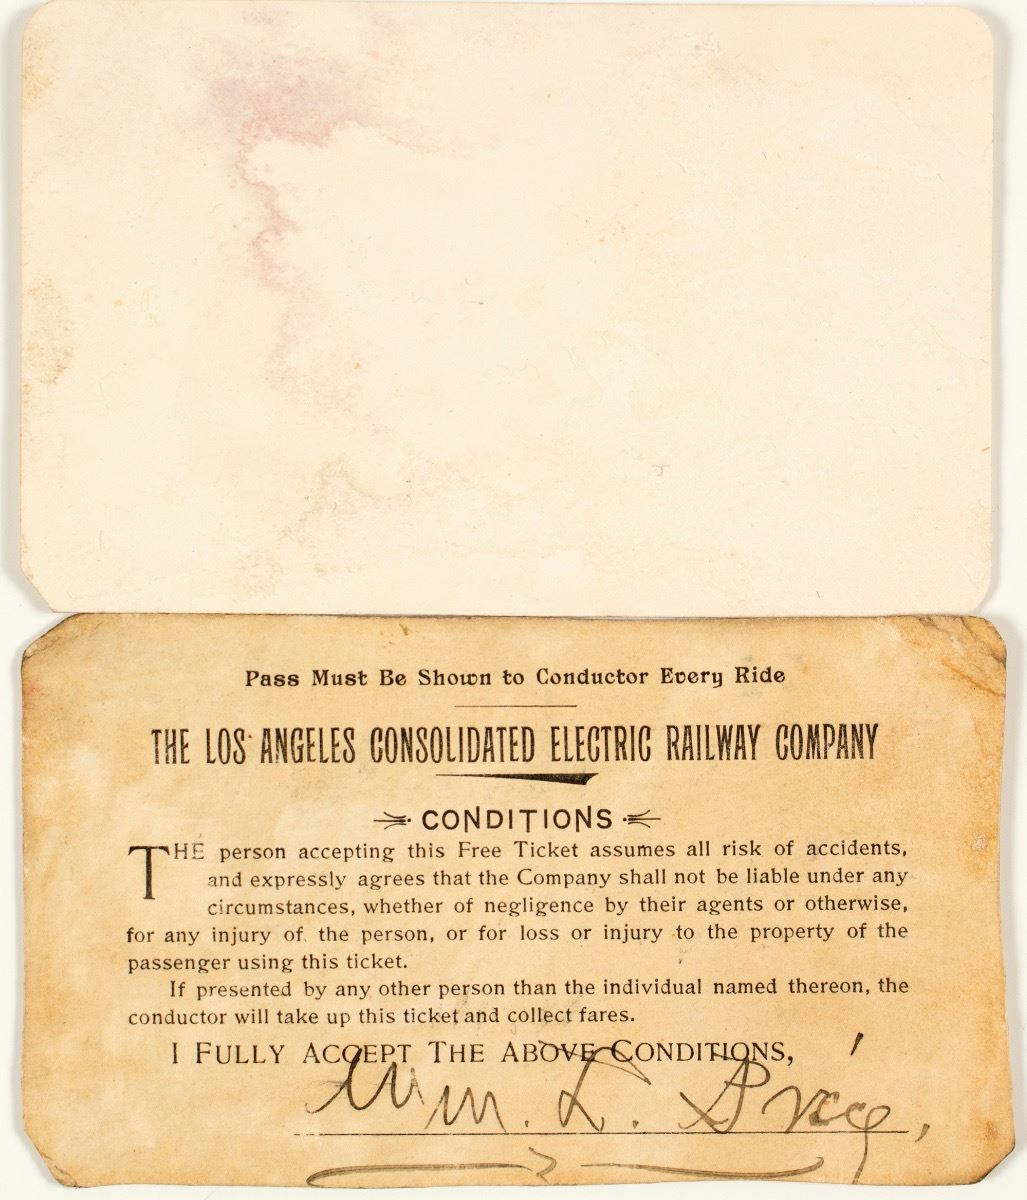 Pass Must Be Shown to Conductor Every Ride
THE LOS ANGELES CONSOLIDATED ELECTRIC RAILWAY COMPANY
CONDITIONS
THE person accepting this Free Ticket assumes all risk of accidents,
and expressly agrees that the Company shall not be liable under any
circumstances, whether of negligence by their agents or otherwise,
for any injury of the person, or for loss or injury to the property of the
passenger using this ticket.
If presented by any other person than the individual named thereon, the
conductor will take up this ticket and collect fares.
I FULLY ACCEPT THE ABOVE CONDITIONS,
Wm. L.